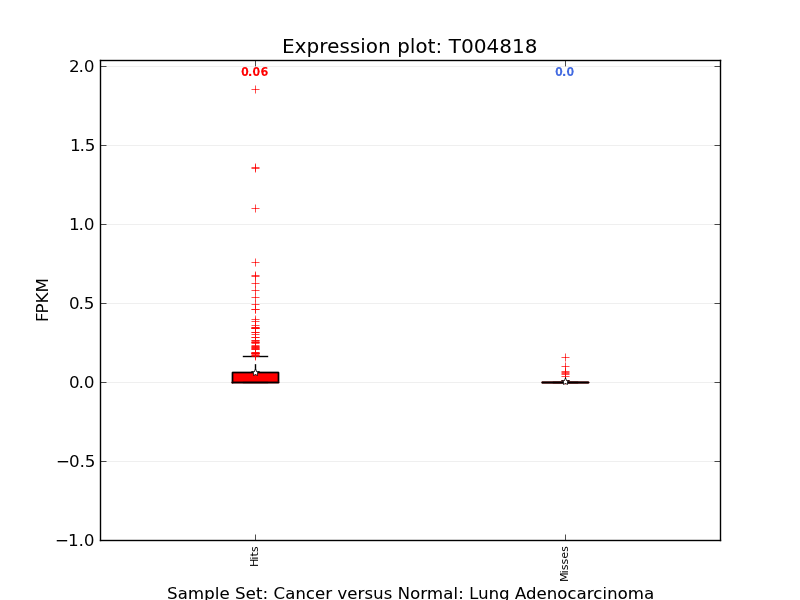 Expression plot: T004818
2.0
0.06
0.0
1.5
1.0
0.5
0.0
−0.5
−1.0
FPKM
Hits
Misses
Sample Set: Cancer versus Normal: Lung Adenocarcinoma